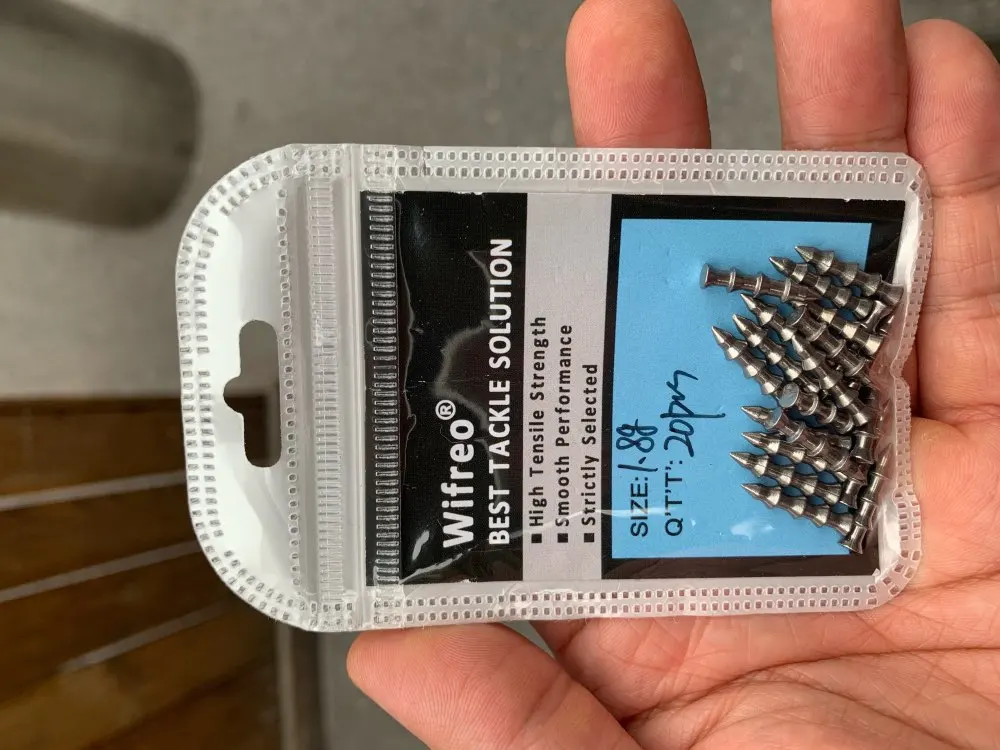 Wifreo®
BEST TACKLE SOLUTION
■ High Tensile Strength
■ Smooth Performance
■ Strictly Selected
SIZE: 1.8g
Q'T'T': 20pcs